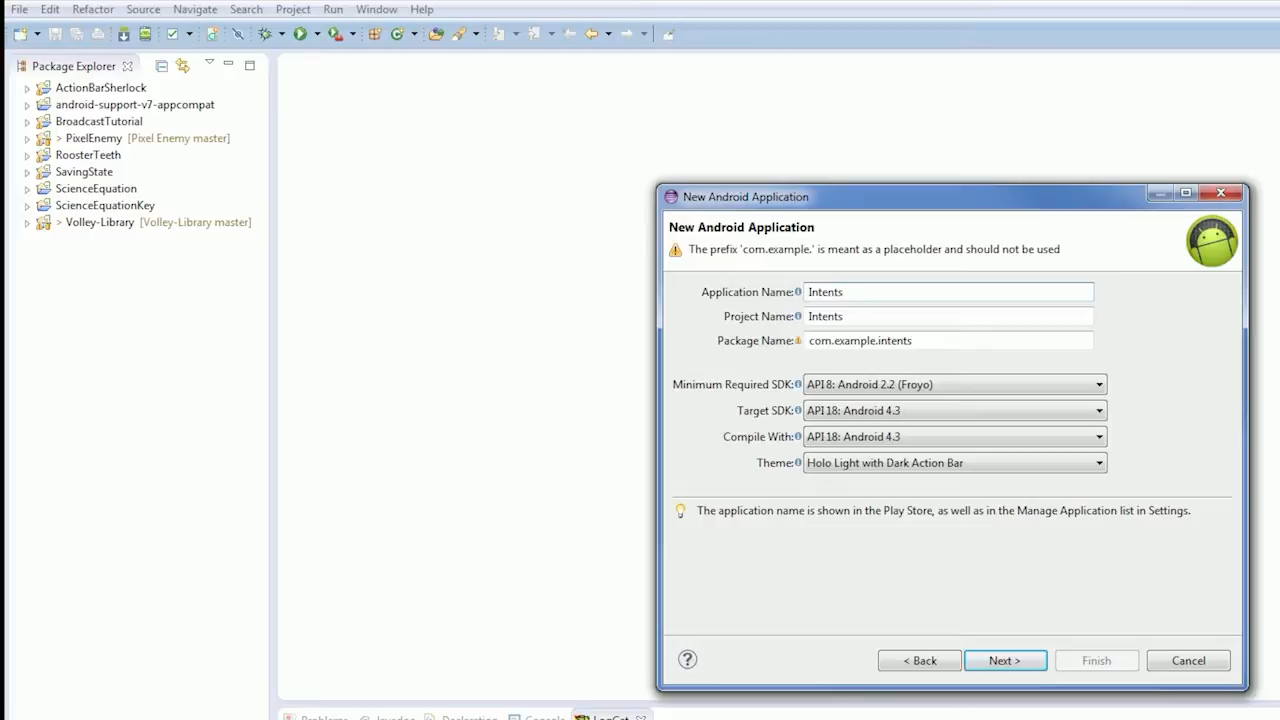 File Edit Refactor Source Navigate Search Project Run Window Help
Package Explorer
ActionBarSherlock
android-support-v7-appcompat
BroadcastTutorial
> PixelEnemy [Pixel Enemy master]
RoosterTeeth
SavingState
ScienceEquation
ScienceEquationKey
> Volley-Library [Volley-Library master]
New Android Application
New Android Application
The prefix 'com.example.' is meant as a placeholder and should not be used
Application Name: Intents
Project Name: Intents
Package Name: com.example.intents
Minimum Required SDK: API 8: Android 2.2 (Froyo)
Target SDK: API 18: Android 4.3
Compile With: API 18: Android 4.3
Theme: Holo Light with Dark Action Bar
The application name is shown in the Play Store, as well as in the Manage Application list in Settings.
< Back Next > Finish Cancel
Problems Javadoc Declaration Console LogCat